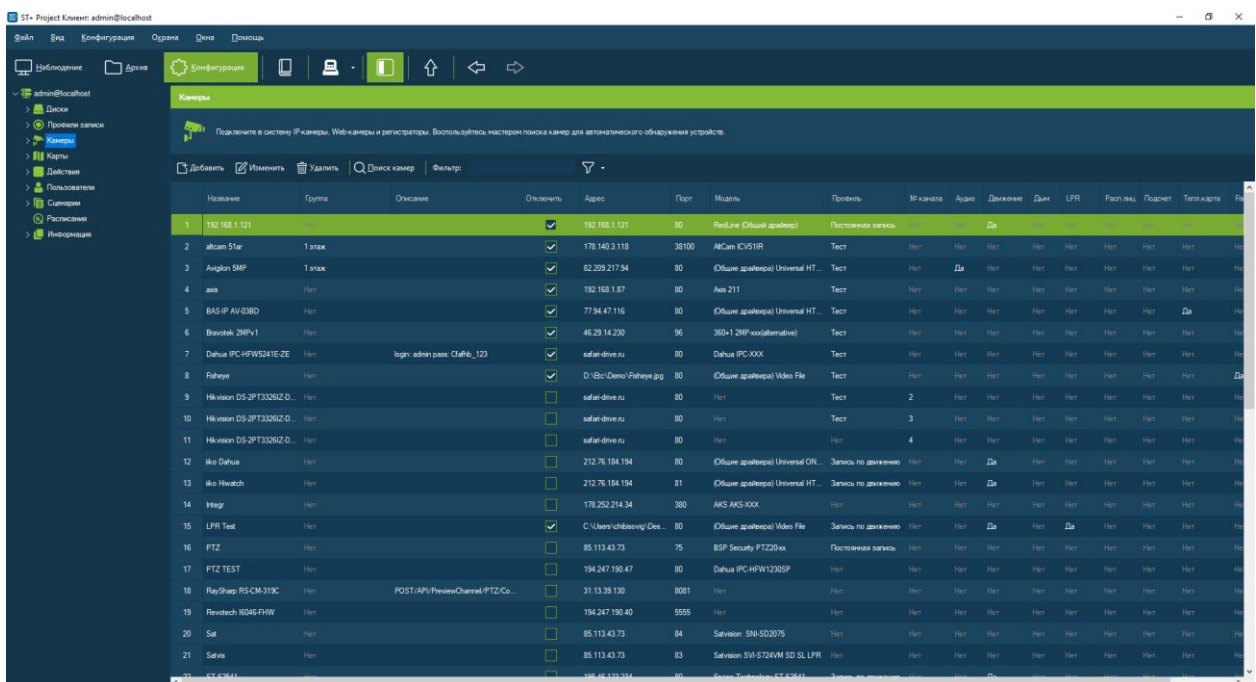 ST+ Project Клиент: admin@localhost
Файл Вид Конфигурация Охрана Окна Помощь
Наблюдение Архив Конфигурация
admin@localhost
Диски
Профили записи
Камеры
Карты
Действия
Пользователи
Сценарии
Расписания
Информация
Камеры
Подключите в систему IP-камеры, Web-камеры и регистраторы. Воспользуйтесь мастером поиска камер для автоматического обнаружения устройств.
Добавить Изменить Удалить Поиск камер Фильтр:
Название Группа Описание Отключить Адрес Порт Модель Профиль № канала Аудио Движение Дым LPR Расп.лиц Подсчет Тепл.карта
1 192.168.1.121 192.168.1.121 80 RedLine (Общий драйвер) Постоянная запись Да
2 altcam 51ar 1 этаж 178.140.3.118 38100 AltCam ICV51IR Тест Нет Нет Нет Нет Нет Нет Нет Нет
3 Avigilon 5MP 1 этаж 82.209.217.94 80 (Общие драйвера) Universal HT... Тест Нет Да Нет Нет Нет Нет Нет Нет
4 axis Нет 192.168.1.87 80 Axis 211 Тест Нет Нет Нет Нет Нет Нет Нет Нет
5 BAS-IP AV-03BD Нет 77.94.47.116 80 (Общие драйвера) Universal HT... Тест Нет Нет Нет Нет Нет Нет Нет Да
6 Bravotek 2MPv1 Нет 46.29.14.230 96 360+1 2MP-xxx(alternative) Тест Нет Нет Нет Нет Нет Нет Нет Нет
7 Dahua IPC-HFW5241E-ZE Нет login: admin pass: Cfafhb_123 safari-drive.ru 80 Dahua IPC-XXX Тест Нет Нет Нет Нет Нет Нет Нет Нет
8 Fisheye Нет D:\Etc\Demo\Fisheye.jpg 80 (Общие драйвера) Video File Тест Нет Нет Нет Нет Нет Нет Нет Нет
9 Hikvision DS-2PT3326IZ-D... Нет safari-drive.ru 80 Нет Тест 2 Нет Нет Нет Нет Нет Нет Нет
10 Hikvision DS-2PT3326IZ-D... Нет safari-drive.ru 80 Нет Тест 3 Нет Нет Нет Нет Нет Нет Нет
11 Hikvision DS-2PT3326IZ-D... Нет safari-drive.ru 80 Нет Нет 4 Нет Нет Нет Нет Нет Нет Нет
12 iiko Dahua Нет 212.76.184.194 80 (Общие драйвера) Universal ON... Запись по движению Нет Нет Да Нет Нет Нет Нет Нет
13 iiko Hiwatch Нет 212.76.184.194 81 (Общие драйвера) Universal HT... Запись по движению Нет Нет Да Нет Нет Нет Нет Нет
14 Integr Нет 178.252.214.34 380 AKS AKS-XXX Нет Нет Нет Нет Нет Нет Нет Нет Нет
15 LPR Test Нет C:\Users\chibisovig\Des... 80 (Общие драйвера) Video File Запись по движению Нет Нет Да Нет Да Нет Нет Нет
16 PTZ Нет 85.113.43.73 75 BSP Security PTZ20-xx Постоянная запись Нет Нет Нет Нет Нет Нет Нет Нет
17 PTZ TEST Нет 194.247.190.47 80 Dahua IPC-HFW1230SP Нет Нет Нет Нет Нет Нет Нет Нет Нет
18 RaySharp RS-CM-319C Нет POST/API/PreviewChannel/PTZ/Co... 31.13.39.130 8081 Нет Нет Нет Нет Нет Нет Нет Нет Нет Нет
19 Revotech I6046-FHW Нет 194.247.190.40 5555 Нет Нет Нет Нет Нет Нет Нет Нет Нет Нет
20 Sat Нет 85.113.43.73 84 Satvision SNI-SD2075 Нет Нет Нет Нет Нет Нет Нет Нет Нет
21 Satvis Нет 85.113.43.73 83 Satvision SVI-S724VM SD SL LPR Нет Нет Нет Нет Нет Нет Нет Нет Нет